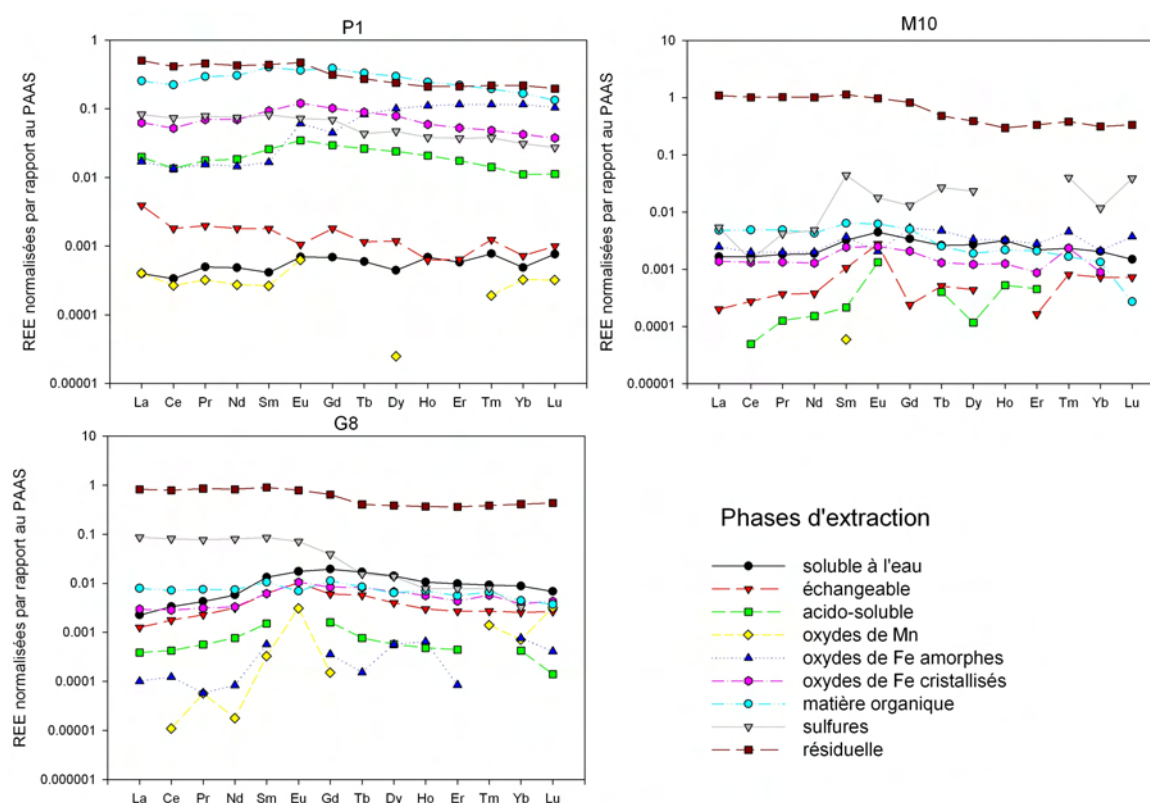 P1
REE normalisées par rapport au PAAS
1
0.1
0.01
0.001
0.0001
0.00001
La Ce Pr Nd Sm Eu Gd Tb Dy Ho Er Tm Yb Lu
M10
REE normalisées par rapport au PAAS
10
1
0.1
0.01
0.001
0.0001
0.00001
La Ce Pr Nd Sm Eu Gd Tb Dy Ho Er Tm Yb Lu
G8
REE normalisées par rapport au PAAS
10
1
0.1
0.01
0.001
0.0001
0.00001
0.000001
La Ce Pr Nd Sm Eu Gd Tb Dy Ho Er Tm Yb Lu
Phases d'extraction
soluble à l'eau
échangeable
acido-soluble
oxydes de Mn
oxydes de Fe amorphes
oxydes de Fe cristallisés
matière organique
sulfures
résiduelle